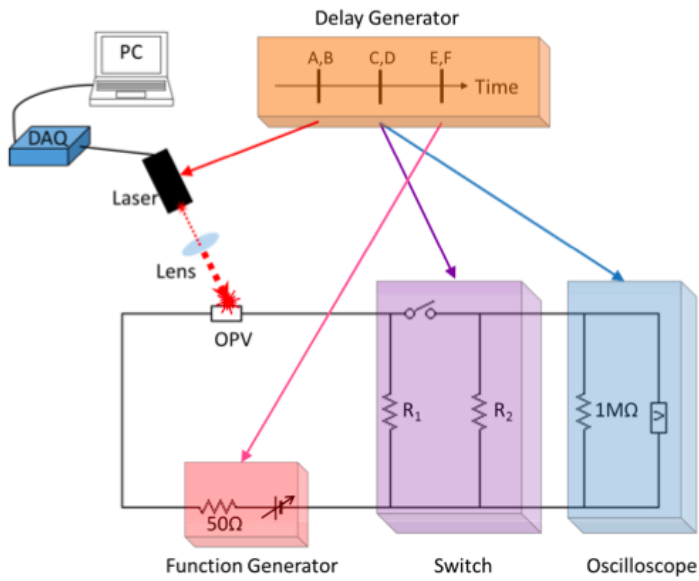 Delay Generator
PC
A,B
C,D
E,F
Time
DAQ
Laser
Lens
OPV
R1
R2
1MΩ
V
50Ω
Function Generator
Switch
Oscilloscope